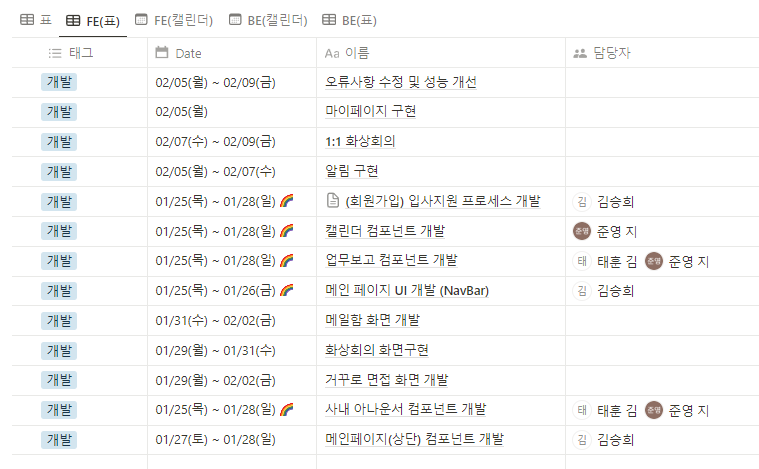 표 FE(표) FE(캘린더) BE(캘린더) BE(표)
태그 Date Aa 이름 담당자
개발 02/05(월) ~ 02/09(금) 오류사항 수정 및 성능 개선
개발 02/05(월) 마이페이지 구현
개발 02/07(수) ~ 02/09(금) 1:1 화상회의
개발 02/05(월) ~ 02/07(수) 알림 구현
개발 01/25(목) ~ 01/28(일) 🌈 (회원가입) 입사지원 프로세스 개발 김 김승희
개발 01/25(목) ~ 01/28(일) 🌈 캘린더 컴포넌트 개발 준영 준영 지
개발 01/25(목) ~ 01/28(일) 🌈 업무보고 컴포넌트 개발 태 태훈 김 준영 준영 지
개발 01/25(목) ~ 01/26(금) 🌈 메인 페이지 UI 개발 (NavBar) 김 김승희
개발 01/31(수) ~ 02/02(금) 메일함 화면 개발
개발 01/29(월) ~ 01/31(수) 화상회의 화면구현
개발 01/29(월) ~ 02/02(금) 거꾸로 면접 화면 개발
개발 01/25(목) ~ 01/28(일) 🌈 사내 아나운서 컴포넌트 개발 태 태훈 김 준영 준영 지
개발 01/27(토) ~ 01/28(일) 메인페이지(상단) 컴포넌트 개발 김 김승희